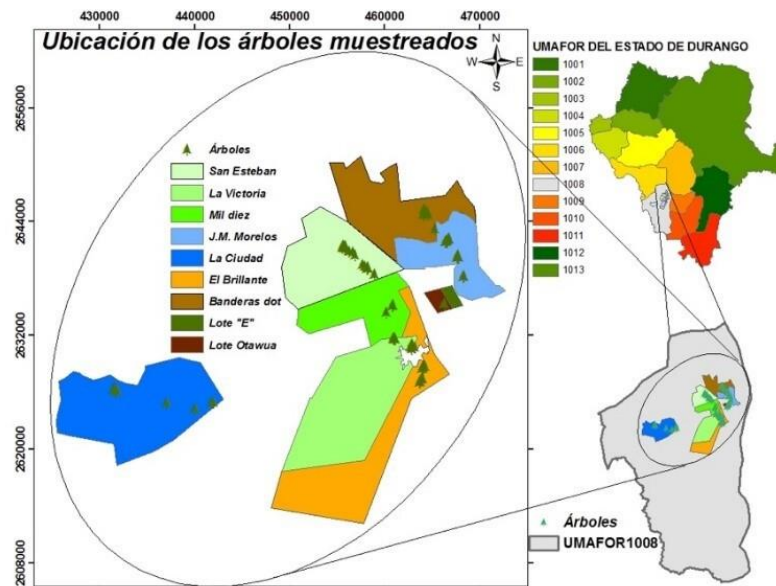 430000 440000 450000 460000 470000
Ubicación de los árboles muestreados
N
W E
S
UMAFOR DEL ESTADO DE DURANGO
1001
1002
1003
1004
1005
1006
1007
1008
1009
1010
1011
1012
1013
2656000
2644000
2632000
2620000
2608000
Árboles
San Esteban
La Victoria
Mil diez
J.M. Morelos
La Ciudad
El Brillante
Banderas dot
Lote "E"
Lote Otawua
Árboles
UMAFOR1008